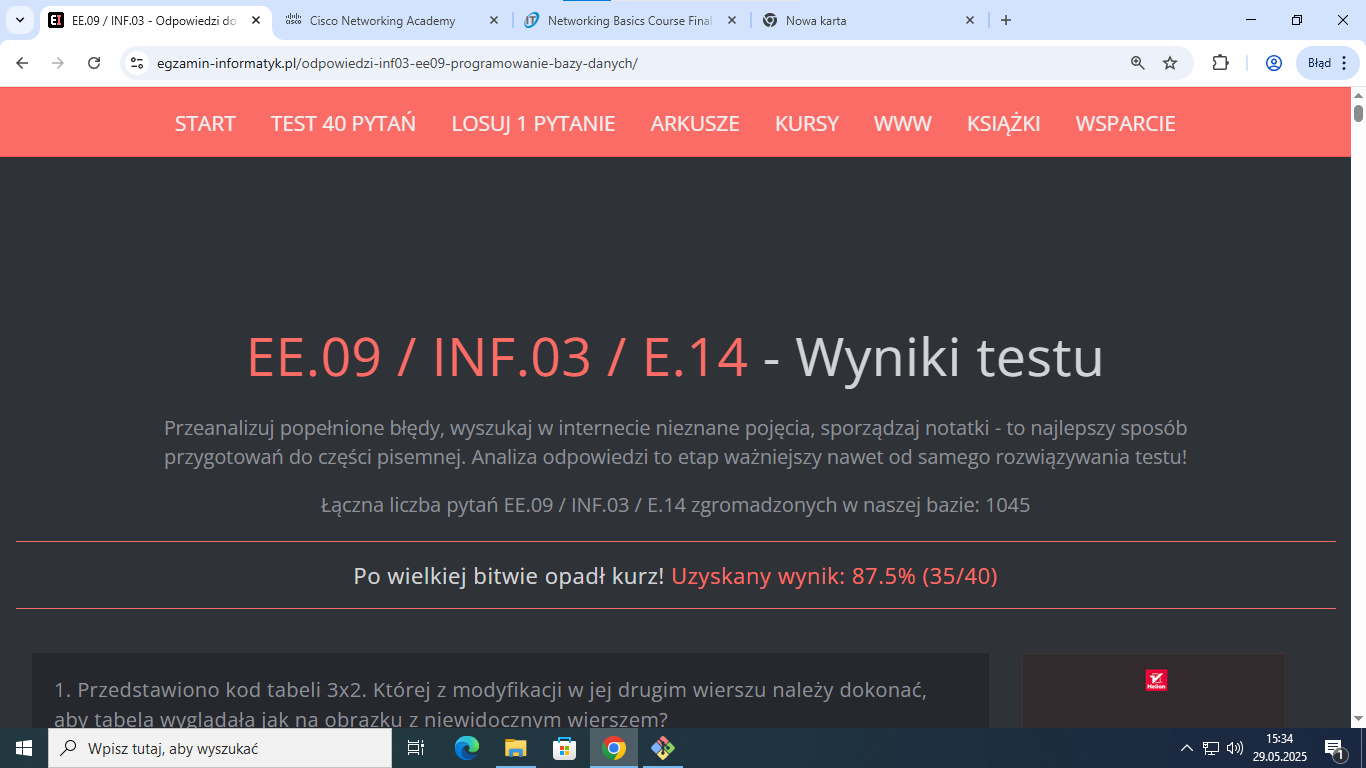 EE.09 / INF.03 - Odpowiedzi do
Cisco Networking Academy
Networking Basics Course Final
Nowa karta
egzamin-informatyk.pl/odpowiedzi-inf03-ee09-programowanie-bazy-danych/
Błąd
START TEST 40 PYTAŃ LOSUJ 1 PYTANIE ARKUSZE KURSY WWW KSIĄŻKI WSPARCIE
EE.09 / INF.03 / E.14 - Wyniki testu
Przeanalizuj popełnione błędy, wyszukaj w internecie nieznane pojęcia, sporządzaj notatki - to najlepszy sposób
przygotowań do części pisemnej. Analiza odpowiedzi to etap ważniejszy nawet od samego rozwiązywania testu!
Łączna liczba pytań EE.09 / INF.03 / E.14 zgromadzonych w naszej bazie: 1045
Po wielkiej bitwie opadł kurz! Uzyskany wynik: 87.5% (35/40)
1. Przedstawiono kod tabeli 3x2. Której z modyfikacji w jej drugim wierszu należy dokonać,
aby tabela wyglądała jak na obrazku z niewidocznym wierszem?
Helion
Wpisz tutaj, aby wyszukać
15:34
29.05.2025
1